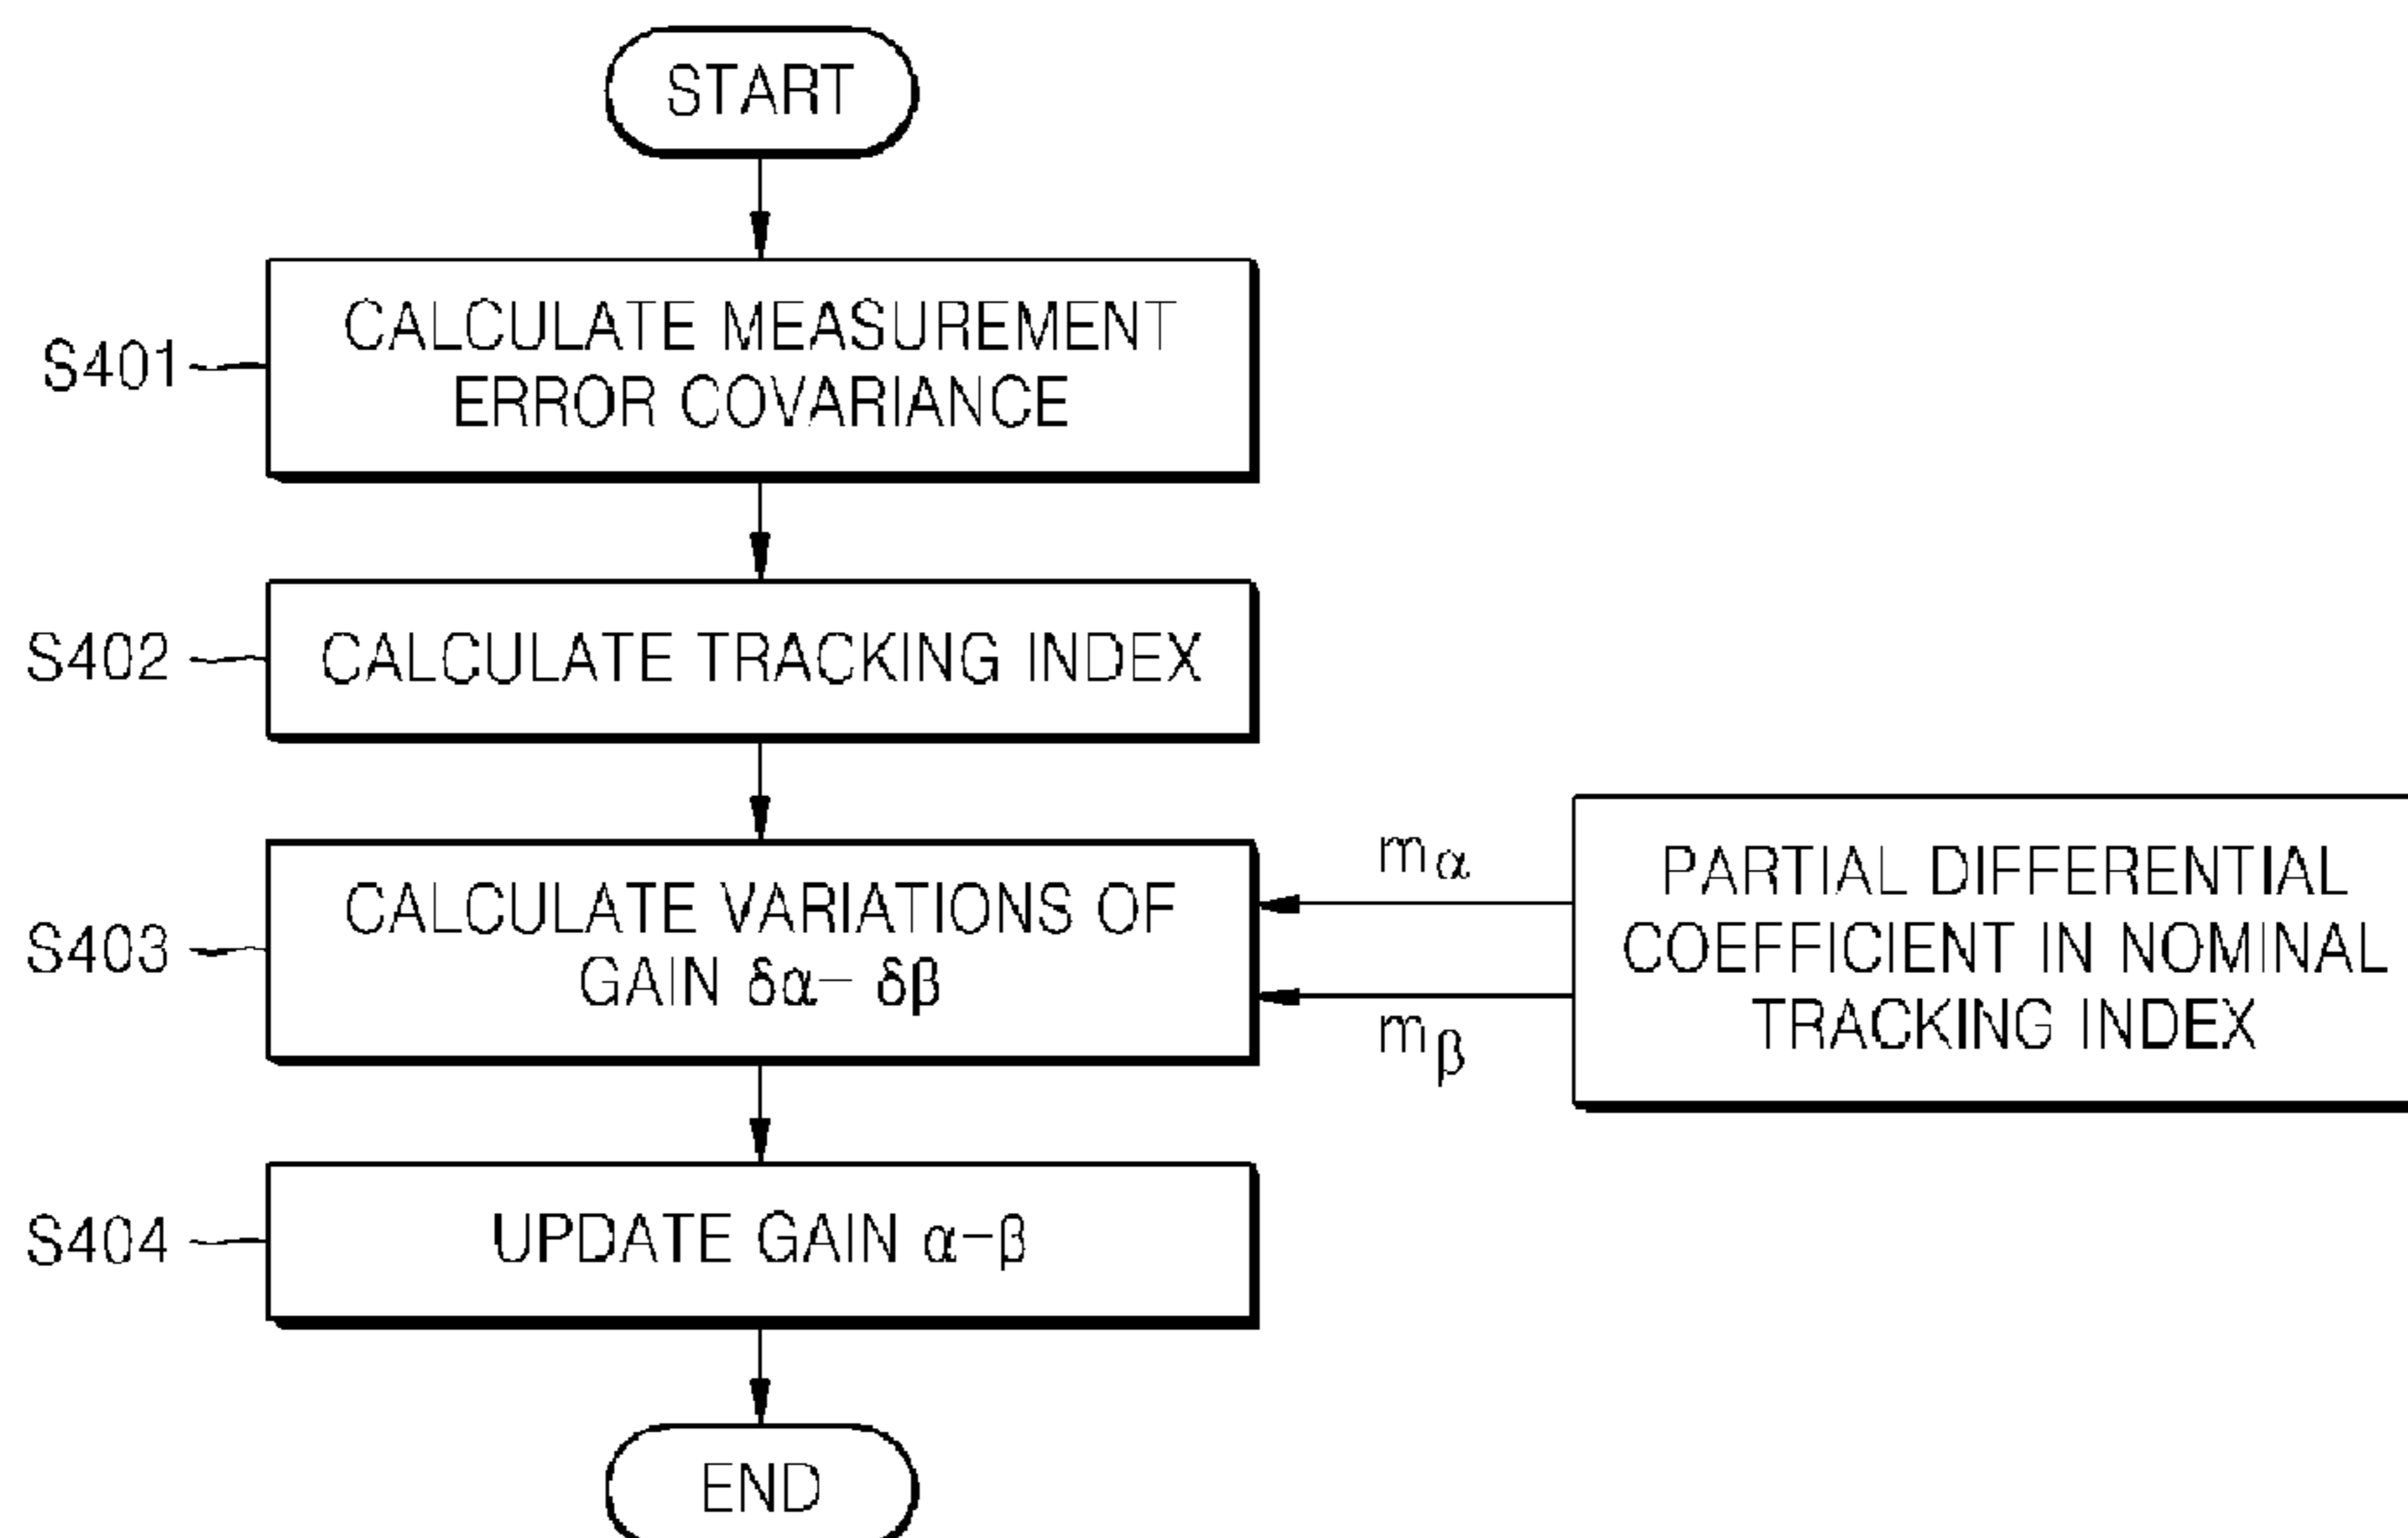 START
S401
CALCULATE MEASUREMENT
ERROR COVARIANCE
S402
CALCULATE TRACKING INDEX
S403
CALCULATE VARIATIONS OF
GAIN δα– δβ
mα
mβ
PARTIAL DIFFERENTIAL
COEFFICIENT IN NOMINAL
TRACKING INDEX
S404
UPDATE GAIN α–β
END